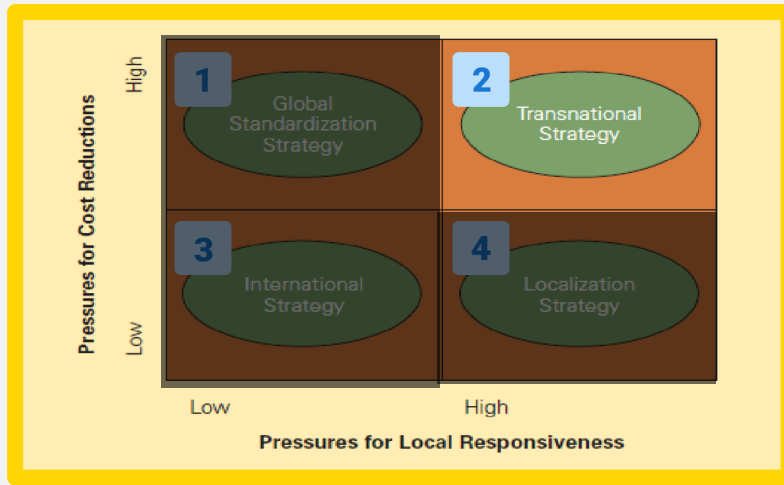 Pressures for Cost Reductions
High
Low
1
Global
Standardization
Strategy
2
Transnational
Strategy
3
International
Strategy
4
Localization
Strategy
Low
High
Pressures for Local Responsiveness